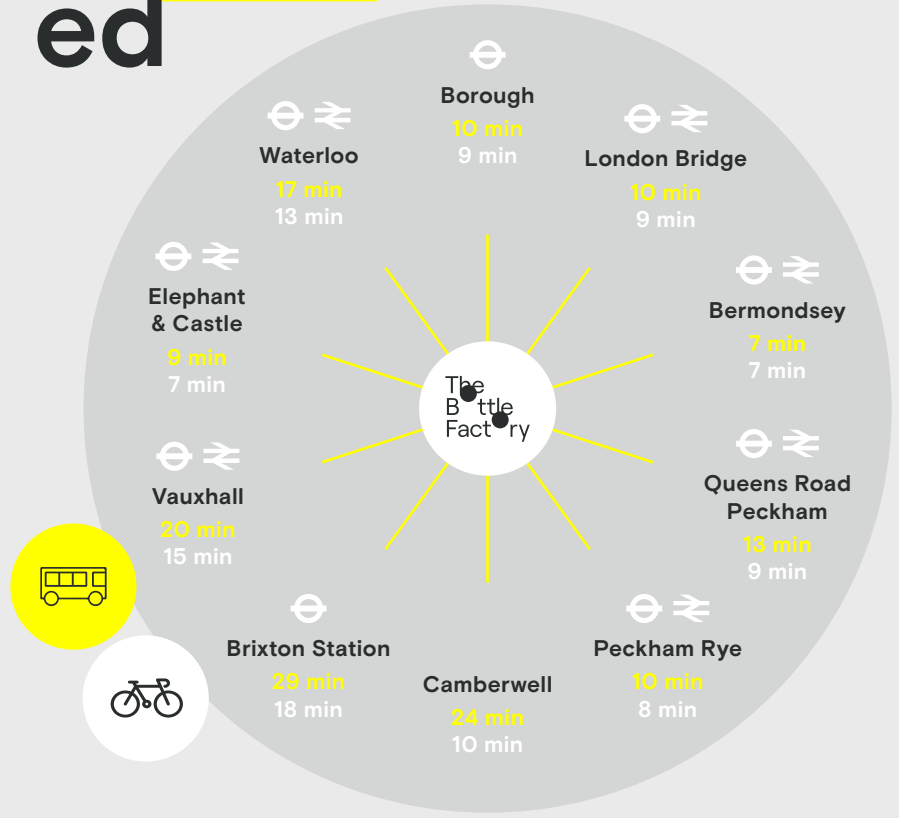 ed
Borough
10 min
9 min
Waterloo
17 min
13 min
London Bridge
10 min
9 min
Elephant
& Castle
9 min
7 min
Bermondsey
7 min
7 min
The
Bottle
Factory
Vauxhall
20 min
15 min
Queens Road
Peckham
13 min
9 min
Brixton Station
29 min
18 min
Camberwell
24 min
10 min
Peckham Rye
10 min
8 min